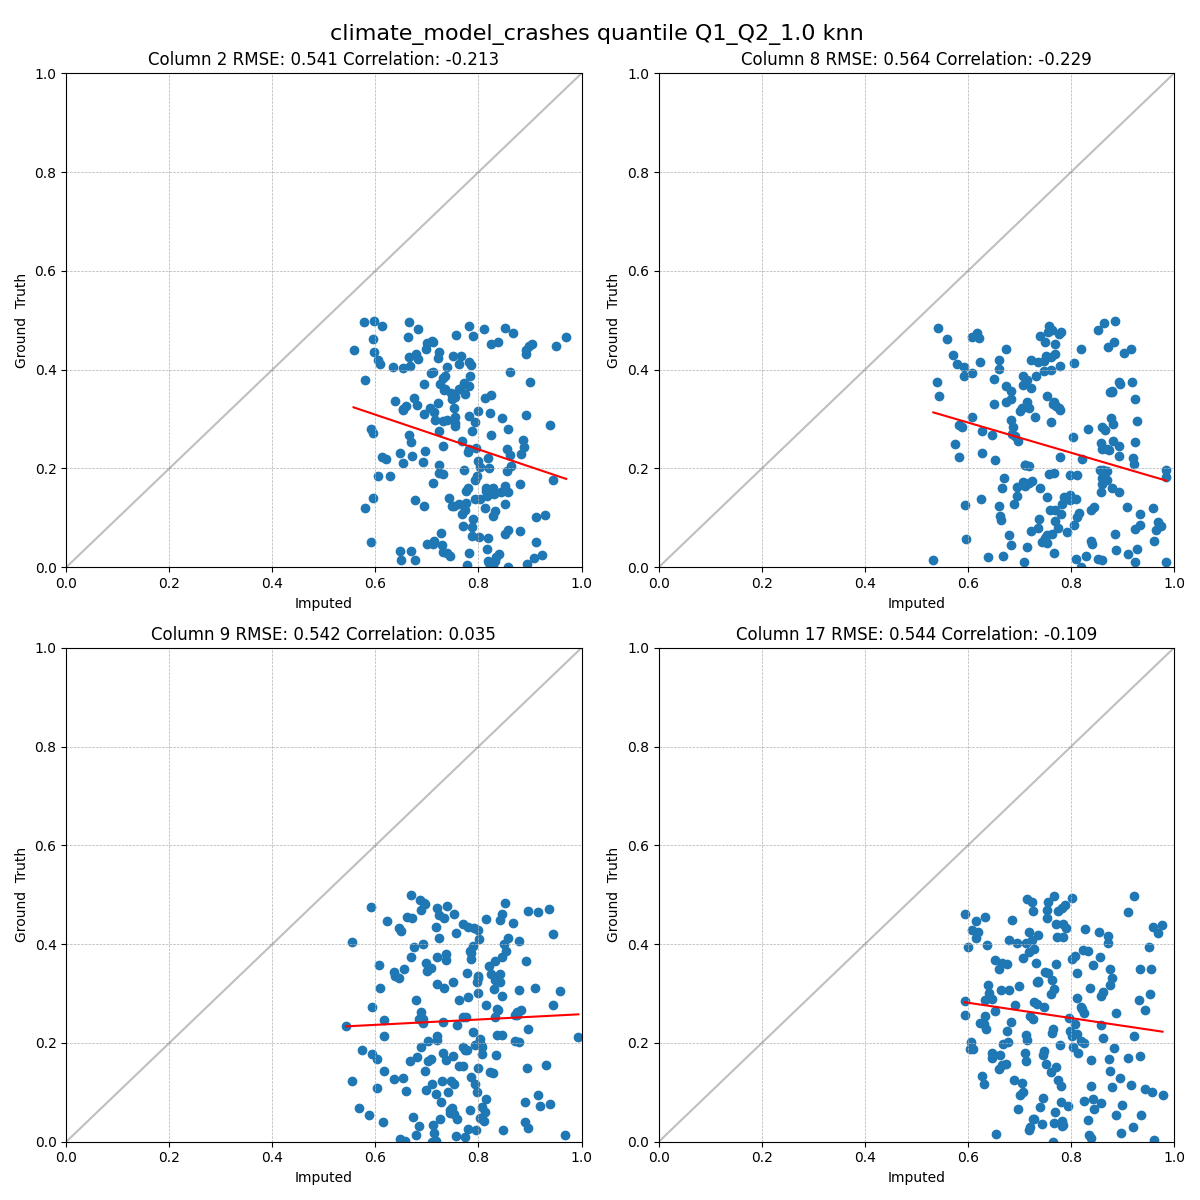 climate_model_crashes quantile Q1_Q2_1.0 knn
Column 2 RMSE: 0.541 Correlation: -0.213
1.0
0.8
0.6
0.4
0.2
0.0
Ground Truth
0.0 0.2 0.4 0.6 0.8 1.0
Imputed
Column 8 RMSE: 0.564 Correlation: -0.229
1.0
0.8
0.6
0.4
0.2
0.0
Ground Truth
0.0 0.2 0.4 0.6 0.8 1.0
Imputed
Column 9 RMSE: 0.542 Correlation: 0.035
1.0
0.8
0.6
0.4
0.2
0.0
Ground Truth
0.0 0.2 0.4 0.6 0.8 1.0
Imputed
Column 17 RMSE: 0.544 Correlation: -0.109
1.0
0.8
0.6
0.4
0.2
0.0
Ground Truth
0.0 0.2 0.4 0.6 0.8 1.0
Imputed